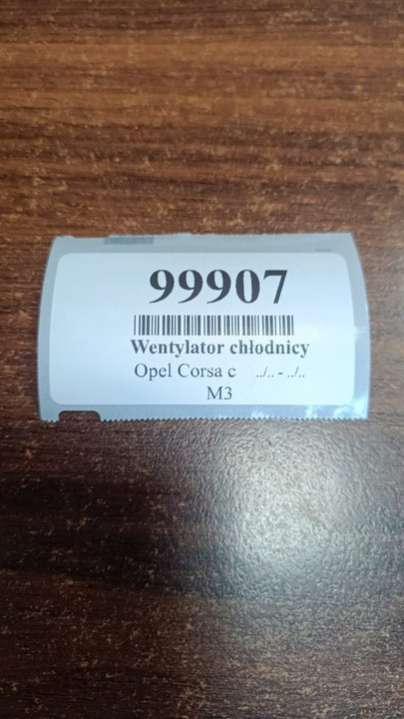 99907
Wentylator chłodnicy
Opel Corsa c ../.. - ../..
M3